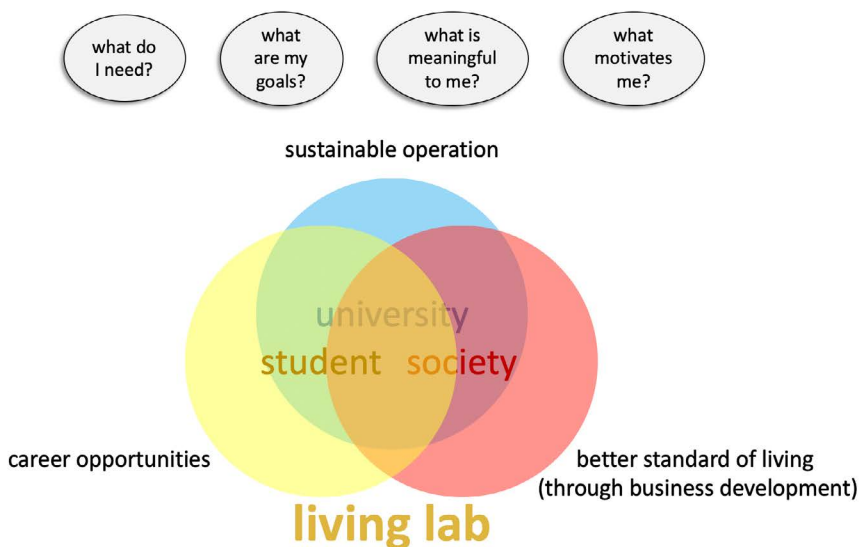 what do
I need?
what
are my
goals?
what is
meaningful
to me?
what
motivates
me?
sustainable operation
university
student society
career opportunities
better standard of living
(through business development)
living lab